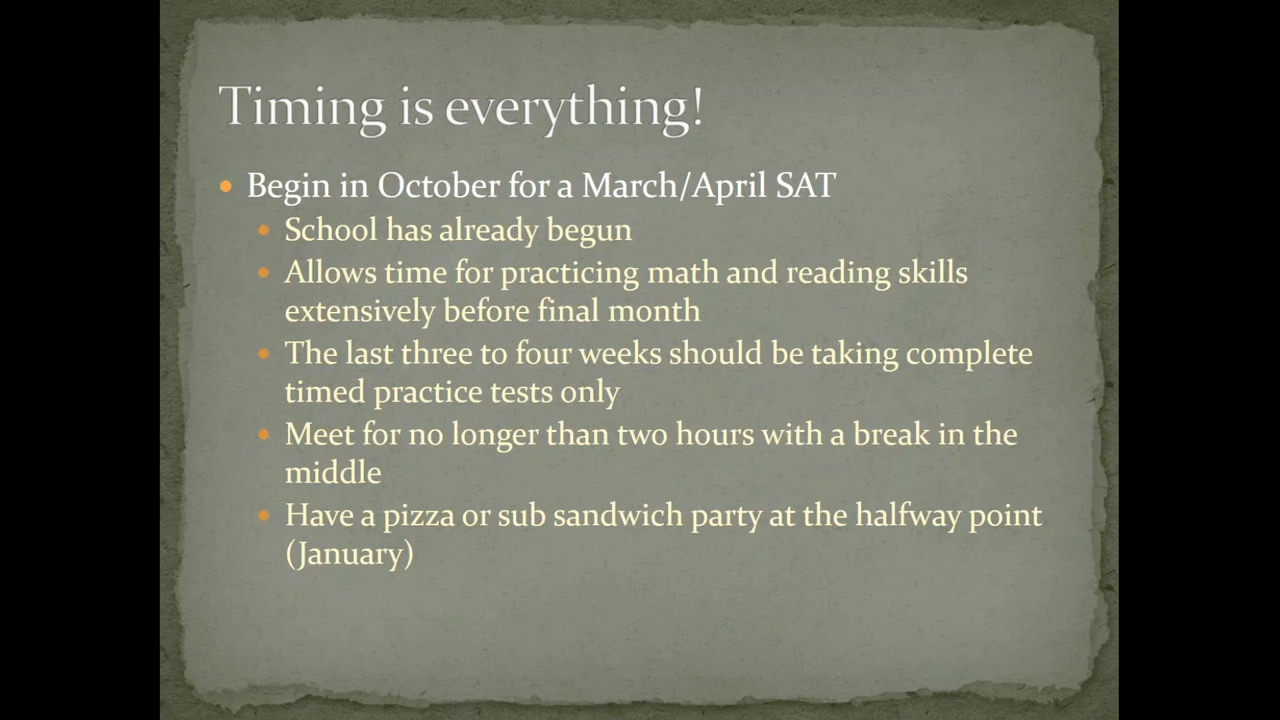 Timing is everything!
• Begin in October for a March/April SAT
• School has already begun
• Allows time for practicing math and reading skills
extensively before final month
• The last three to four weeks should be taking complete
timed practice tests only
• Meet for no longer than two hours with a break in the
middle
• Have a pizza or sub sandwich party at the halfway point
(January)